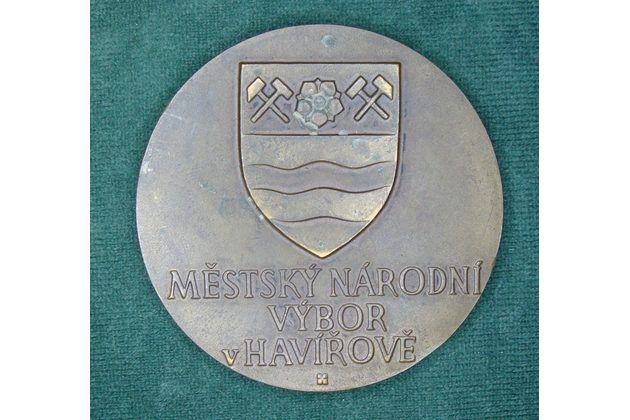 MĚSTSKÝ NÁRODNÍ
VÝBOR
v HAVÍŘOVĚ